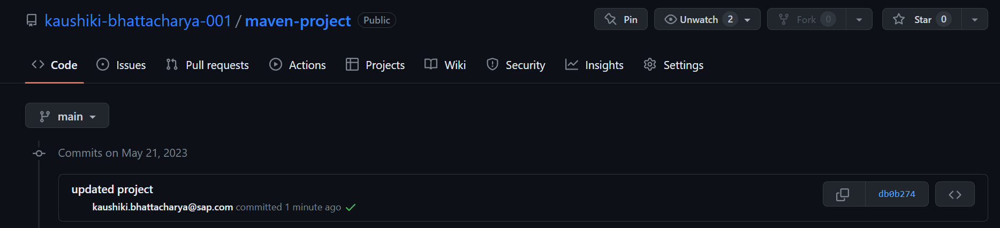 kaushiki-bhattacharya-001 / maven-project Public Pin Unwatch 2 Fork 0 Star 0
Code Issues Pull requests Actions Projects Wiki Security Insights Settings
main
Commits on May 21, 2023
updated project
db0b274
kaushiki.bhattacharya@sap.com committed 1 minute ago